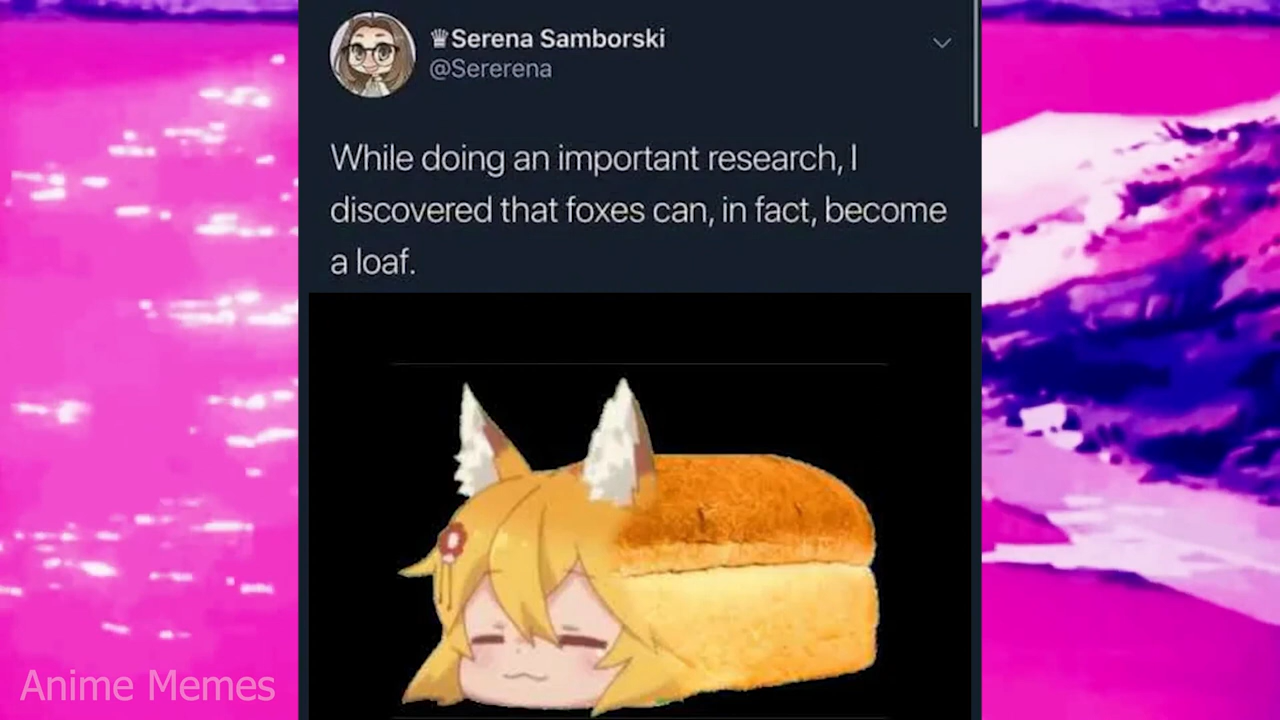 ♕Serena Samborski
@Sererena
While doing an important research, I
discovered that foxes can, in fact, become
a loaf.
Anime Memes